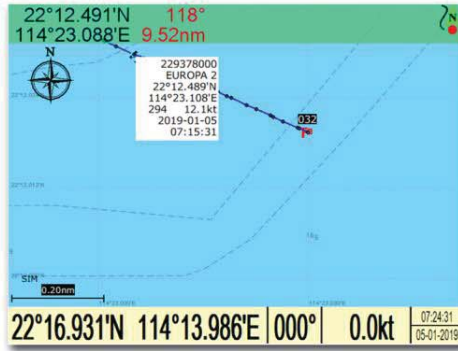 22°12.491'N 118°
114°23.088'E 9.52nm
N
N
229378000
EUROPA 2
22°12.489'N
114°23.108'E
294 12.1kt
2019-01-05
07:15:31
032
SIM
0.20nm
22°16.931'N 114°13.986'E 000° 0.0kt
07:24:31
05-01-2019